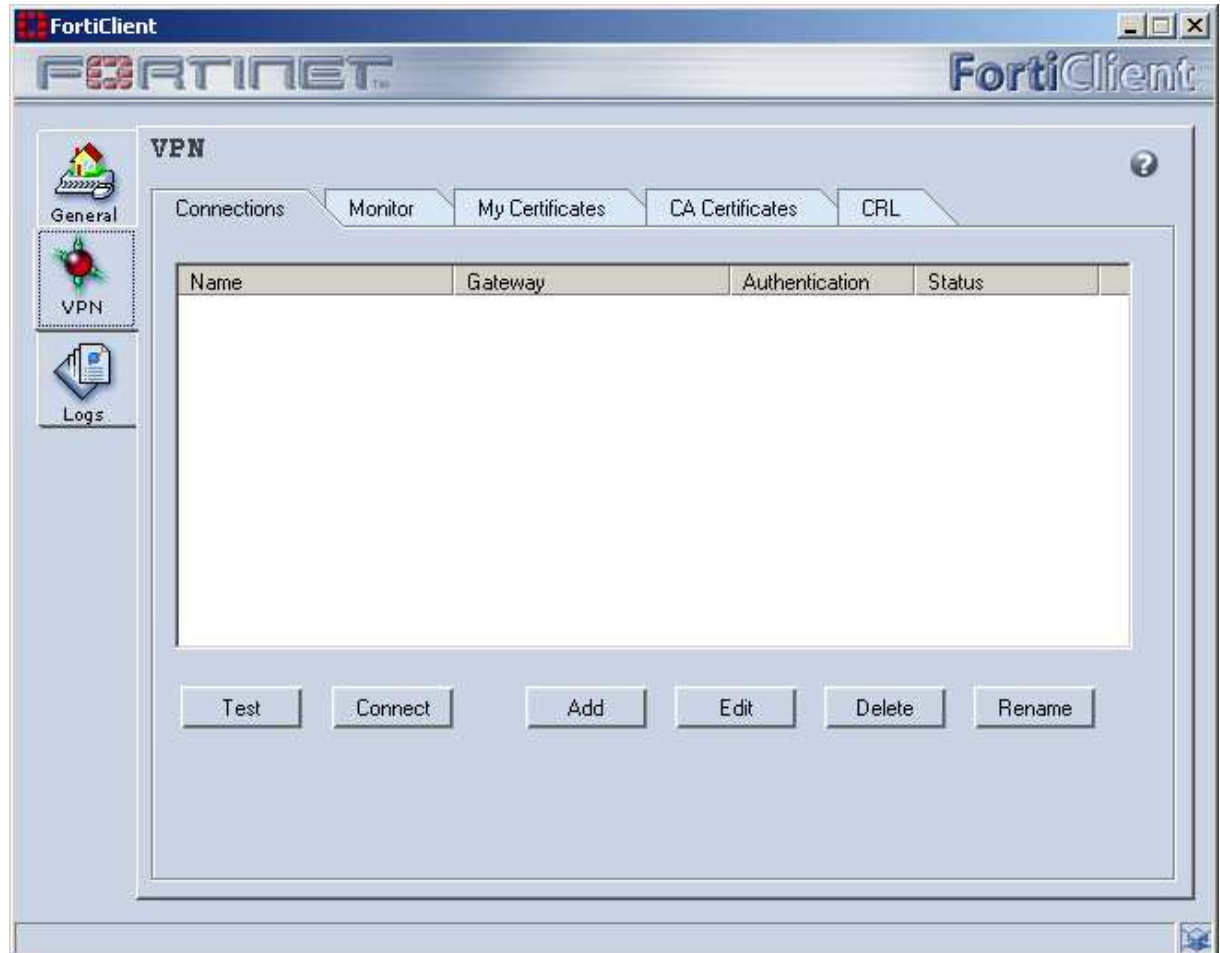 FortiClient
FORTINET™
FortiClient
General
VPN
Logs
VPN
Connections Monitor My Certificates CA Certificates CRL
Name Gateway Authentication Status
Test Connect Add Edit Delete Rename